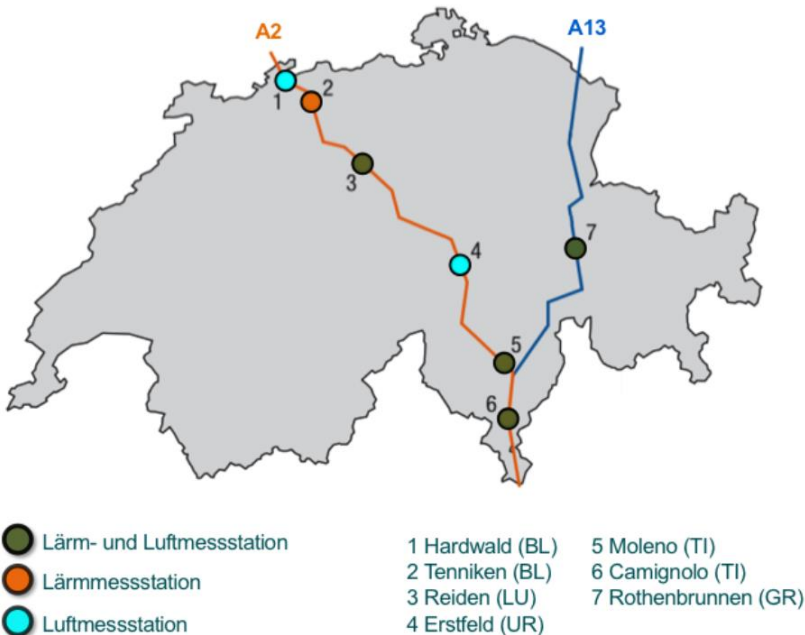 A2
A13
1
2
3
4
5
6
7
Lärm- und Luftmessstation
Lärmmessstation
Luftmessstation
1 Hardwald (BL)
2 Tenniken (BL)
3 Reiden (LU)
4 Erstfeld (UR)
5 Moleno (TI)
6 Camignolo (TI)
7 Rothenbrunnen (GR)